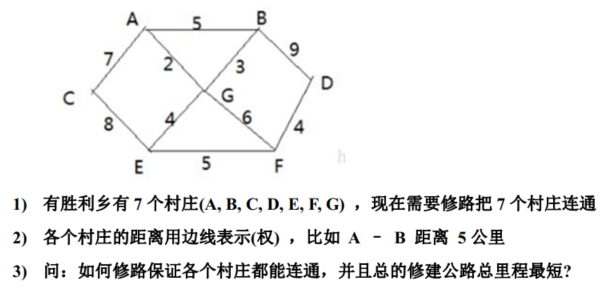 A 5 B
7 2 3 9
C G D
8 4 6 4
E 5 F
h
1) 有胜利乡有 7 个村庄(A, B, C, D, E, F, G) ，现在需要修路把 7 个村庄连通
2) 各个村庄的距离用边线表示(权) ，比如 A – B 距离 5公里
3) 问：如何修路保证各个村庄都能连通，并且总的修建公路总里程最短?